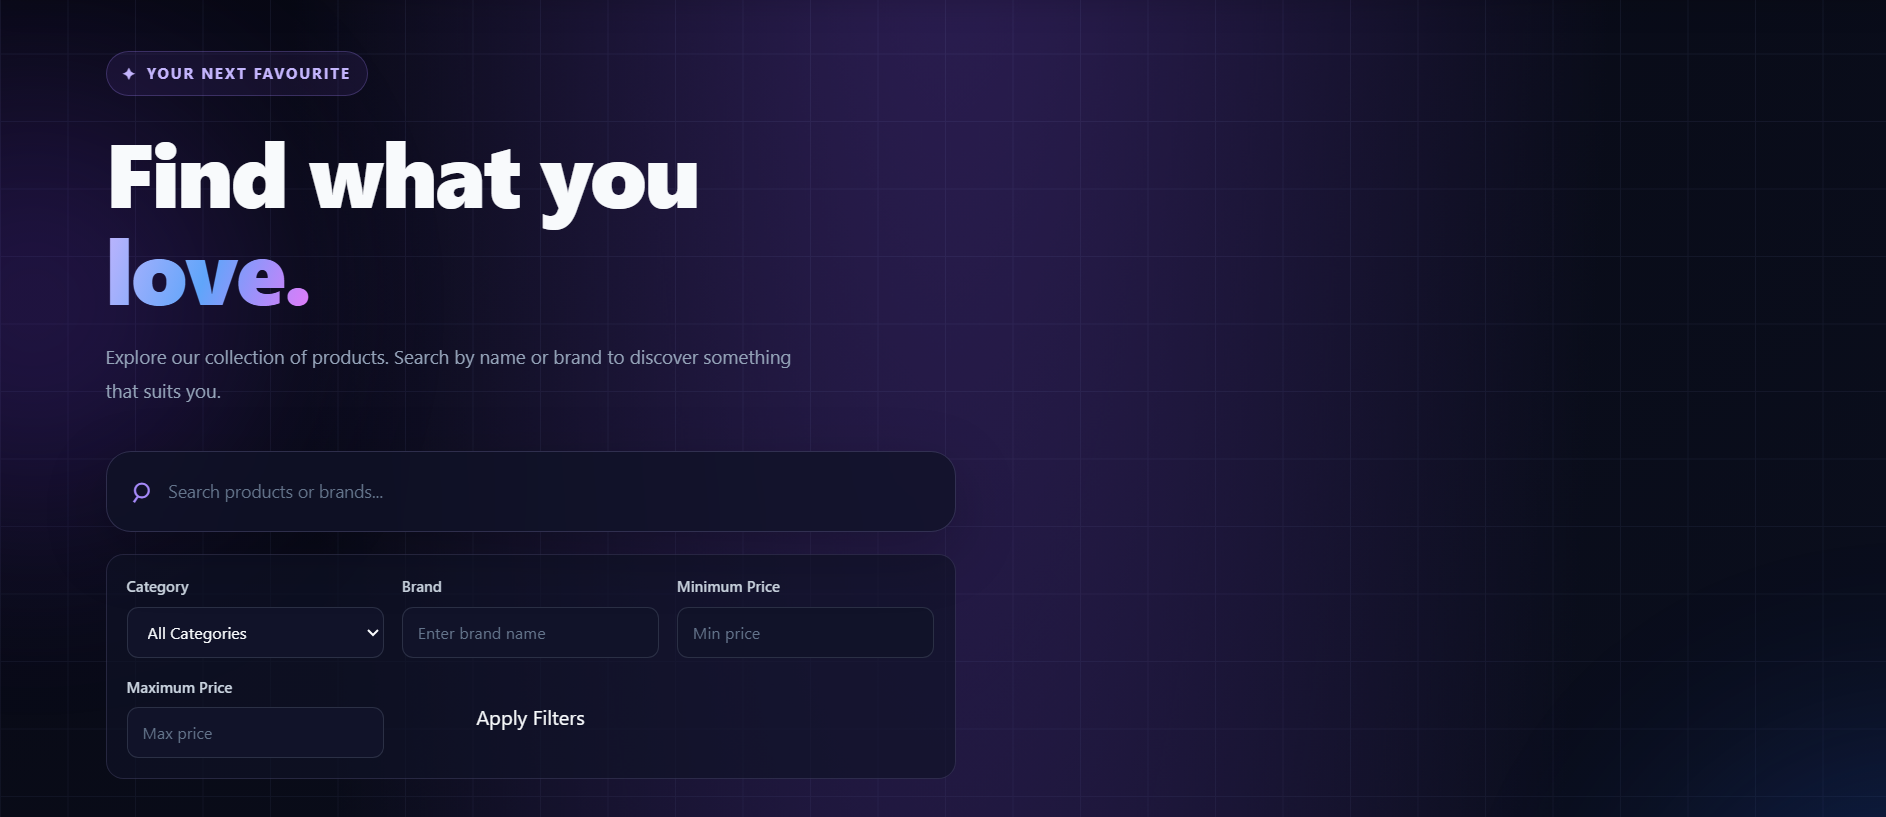 ✦ YOUR NEXT FAVOURITE
Find what you
love.
Explore our collection of products. Search by name or brand to discover something
that suits you.
Search products or brands...
Category
Brand
Minimum Price
All Categories
Enter brand name
Min price
Maximum Price
Max price
Apply Filters